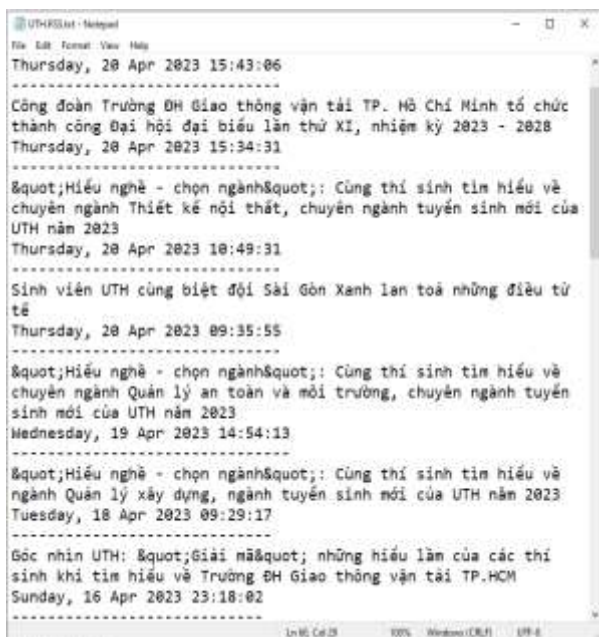 UTH.RSS.txt - Notepad
File Edit Format View Help
Thursday, 20 Apr 2023 15:43:06
------------------------------
Công đoàn Trường ĐH Giao thông vận tải TP. Hồ Chí Minh tổ chức
thành công Đại hội đại biểu lần thứ XI, nhiệm kỳ 2023 - 2028
Thursday, 20 Apr 2023 15:34:31
------------------------------
&quot;Hiểu nghề - chọn ngành&quot;: Cùng thí sinh tìm hiểu về
chuyên ngành Thiết kế nội thất, chuyên ngành tuyển sinh mới của
UTH năm 2023
Thursday, 20 Apr 2023 10:49:31
------------------------------
Sinh viên UTH cùng biệt đội Sài Gòn Xanh lan toả những điều tử
tế
Thursday, 20 Apr 2023 09:35:55
------------------------------
&quot;Hiểu nghề - chọn ngành&quot;: Cùng thí sinh tìm hiểu về
chuyên ngành Quản lý an toàn và môi trường, chuyên ngành tuyển
sinh mới của UTH năm 2023
Wednesday, 19 Apr 2023 14:54:13
-------------------------------
&quot;Hiểu nghề - chọn ngành&quot;: Cùng thí sinh tìm hiểu về
ngành Quản lý xây dựng, ngành tuyển sinh mới của UTH năm 2023
Tuesday, 18 Apr 2023 09:29:17
-----------------------------
Góc nhìn UTH: &quot;Giải mã&quot; những hiểu lầm của các thí
sinh khi tìm hiểu về Trường ĐH Giao thông vận tải TP.HCM
Sunday, 16 Apr 2023 23:18:02
----------------------------
100% Windows (CRLF) UTF-8